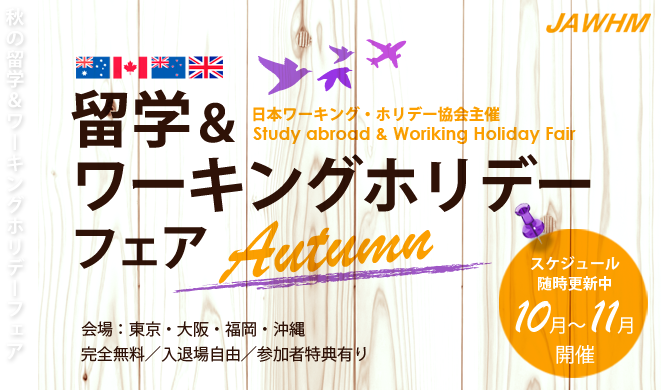 秋の留学&ワーキングホリデーフェア
JAWHM
留学&
日本ワーキング・ホリデー協会主催
Study abroad & Woriking Holiday Fair
ワーキングホリデー
フェア
Autumn
スケジュール
随時更新中
10月～11月
開催
会場：東京・大阪・福岡・沖縄
完全無料／入退場自由／参加者特典有り